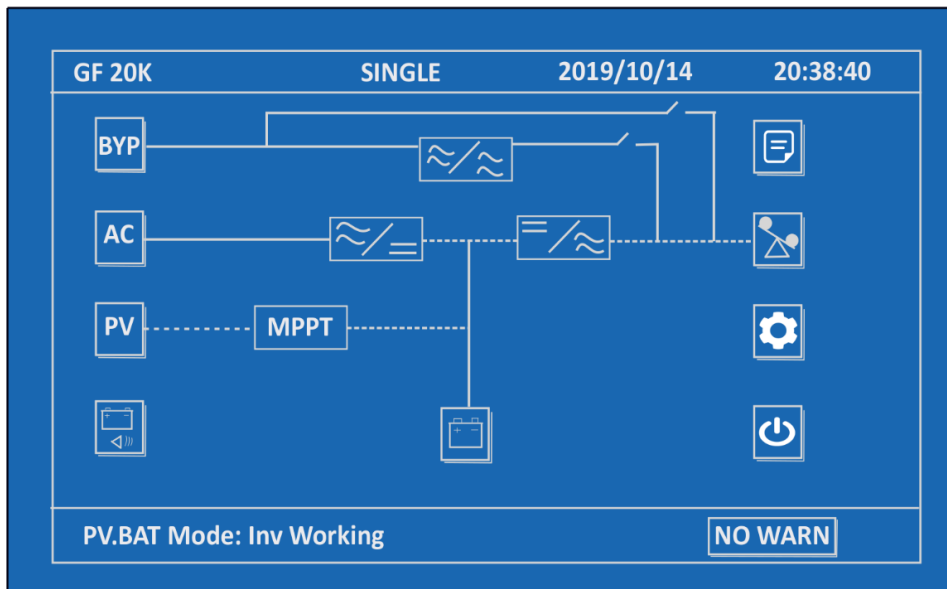 GF 20K SINGLE 2019/10/14 20:38:40
BYP
AC
PV
MPPT
PV.BAT Mode: Inv Working NO WARN